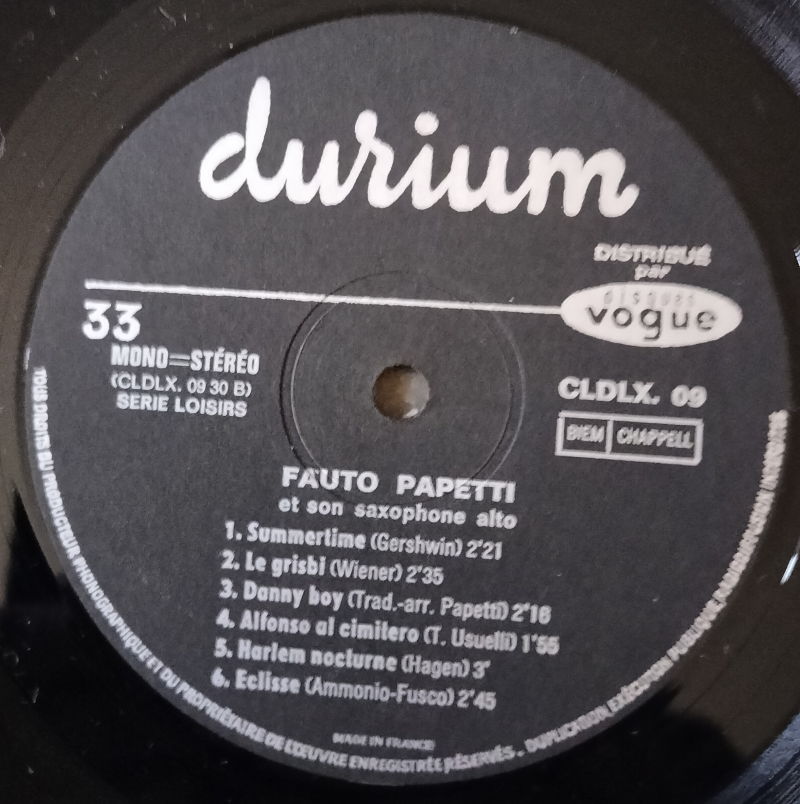 durium
DISTRIBUÉ
par
disques
vogue
33
MONO=STÉRÉO
(CLDLX. 09 30 B)
SERIE LOISIRS
CLDLX. 09
BIEM CHAPPELL
FAUTO PAPETTI
et son saxophone alto
1. Summertime (Gershwin) 2'21
2. Le grisbi (Wiener) 2'35
3. Danny boy (Trad.-arr. Papetti) 2'16
4. Alfonso al cimitero (T. Usuelli) 1'55
5. Harlem nocturne (Hagen) 3'
6. Eclisse (Ammonio-Fusco) 2'45
MADE IN FRANCE
TOUS DROITS DU PRODUCTEUR PHONOGRAPHIQUE ET DU PROPRIÉTAIRE DE L'ŒUVRE ENREGISTRÉE RÉSERVÉS. DUPLICATION EXÉCUTION PUBLIQUE